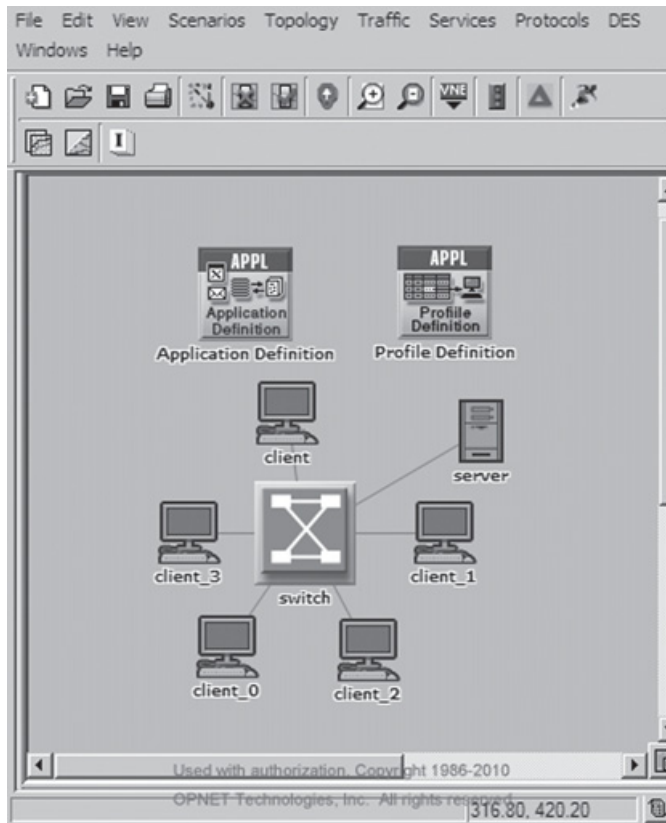 File Edit View Scenarios Topology Traffic Services Protocols DES
Windows Help
VNE
I
APPL
Application
Definition
Application Definition
APPL
Profiile
Definition
Profile Definition
client
server
client_3
client_1
switch
client_0
client_2
Used with authorization. Copyright 1986-2010
OPNET Technologies, Inc. All rights reserved
316.80, 420.20